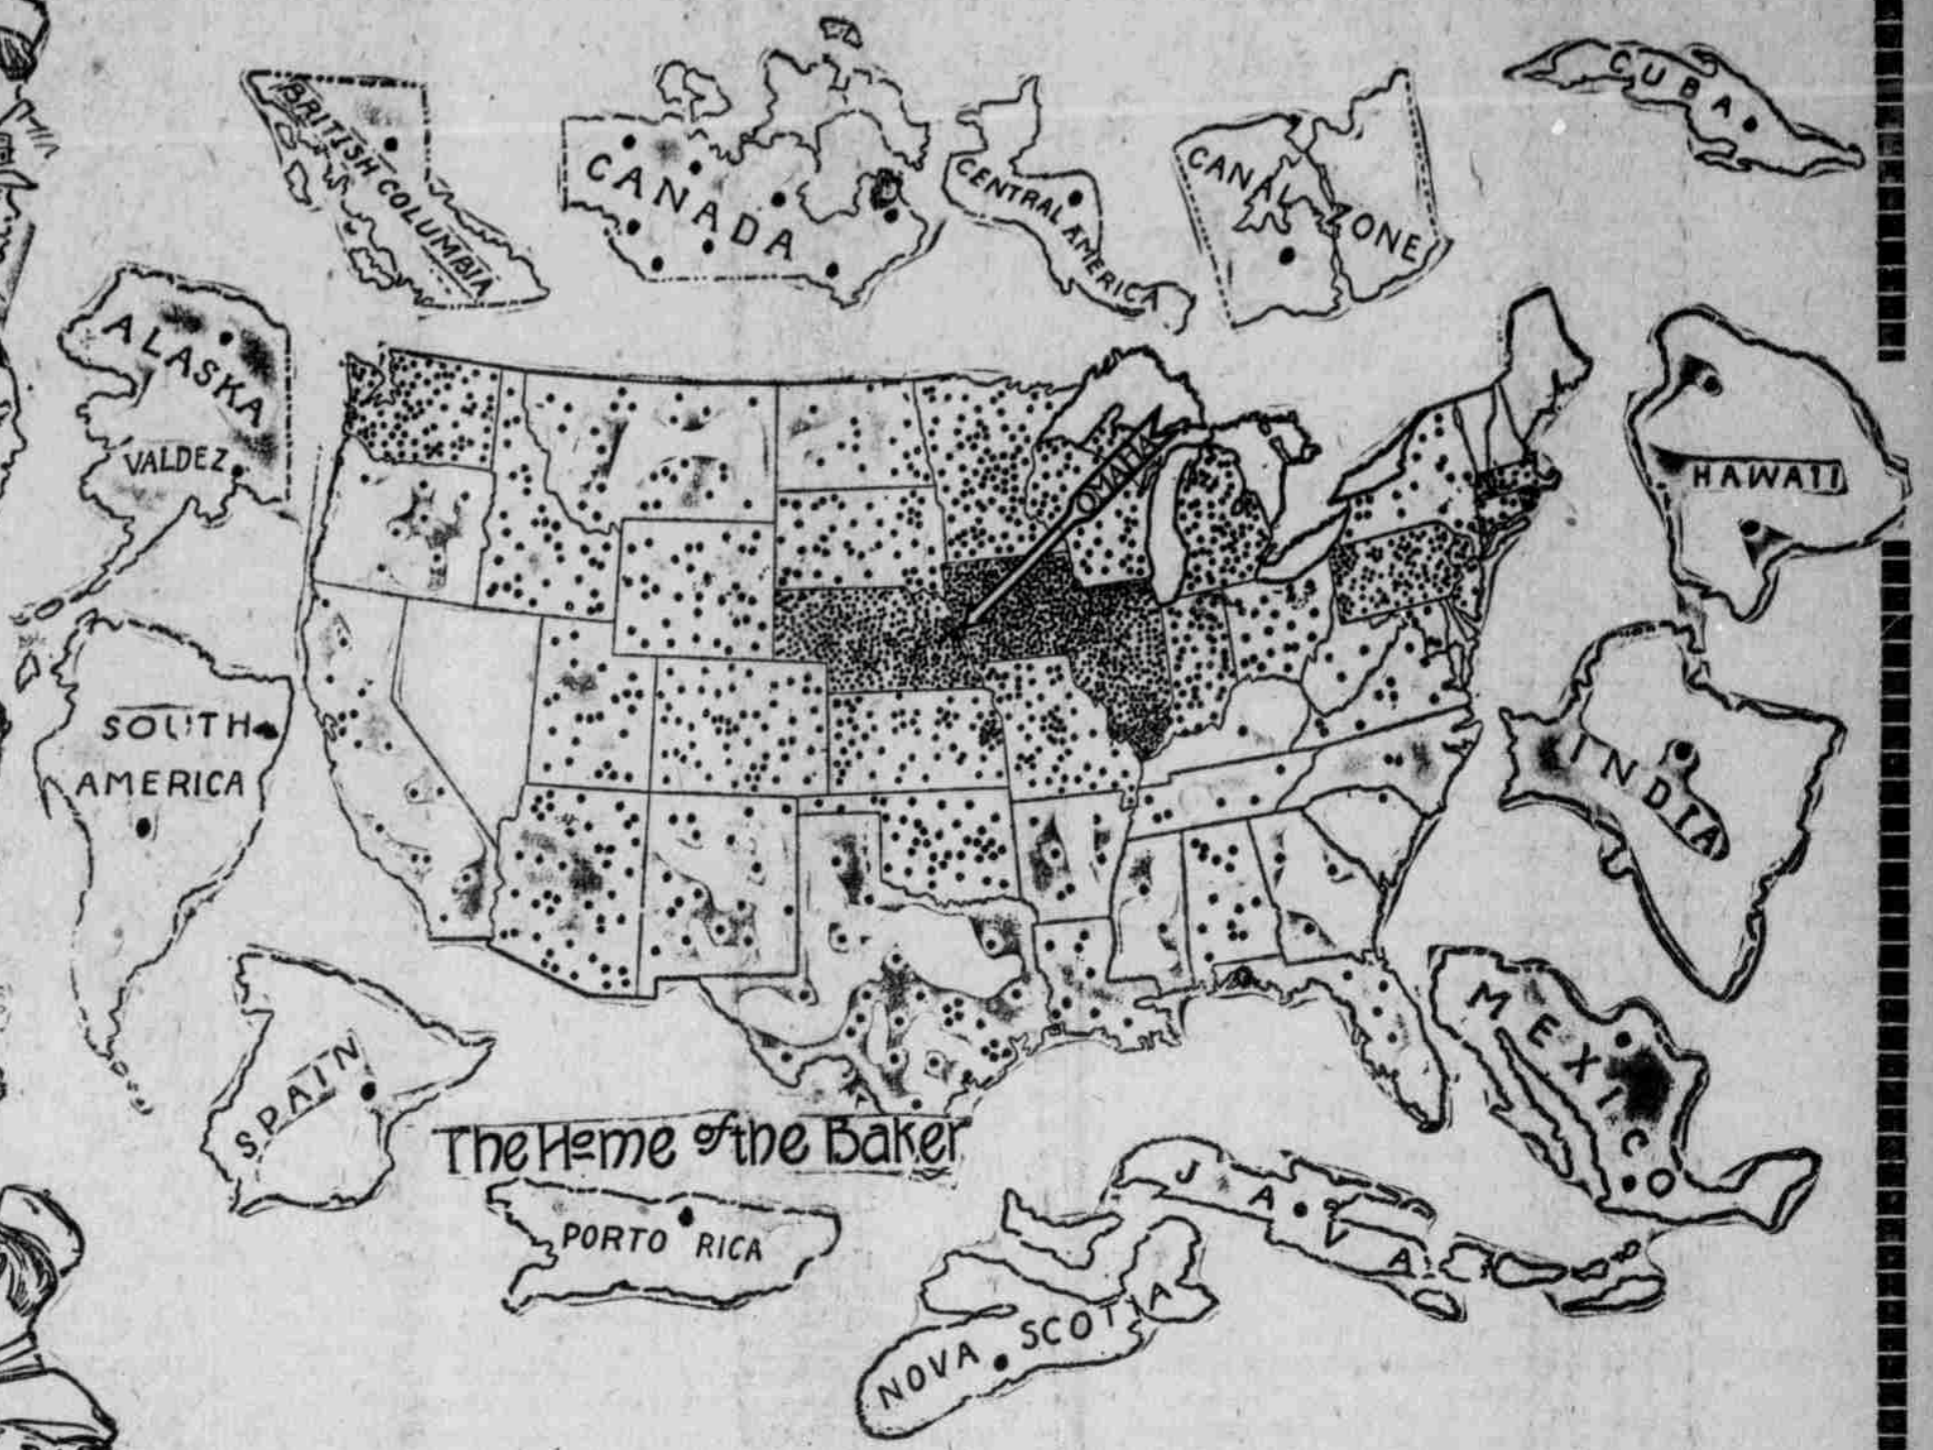 CUBA
BRITISH COLUMBIA
CANADA
CENTRAL AMERICA
CANAL ZONE
ALASKA
VALDEZ
OMAHA
HAWAII
SOUTH
AMERICA
INDIA
MEXICO
SPAIN
The Home of the Baker
PORTO RICA
JAVA
NOVA SCOTIA